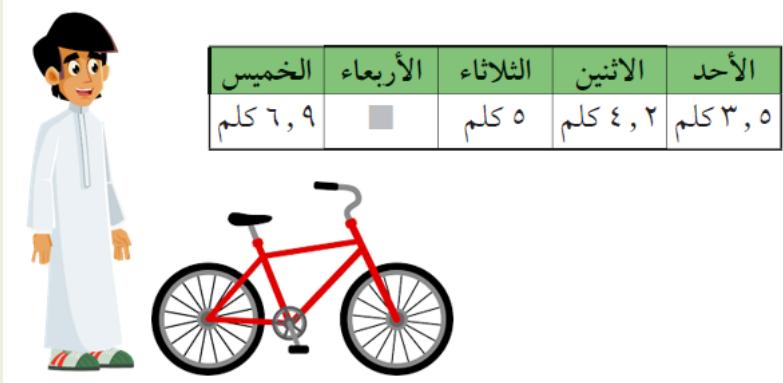 الأحد الاثنين الثلاثاء الأربعاء الخميس
٣,٥ كلم ٤,٢ كلم ٥ كلم ٦,٩ كلم